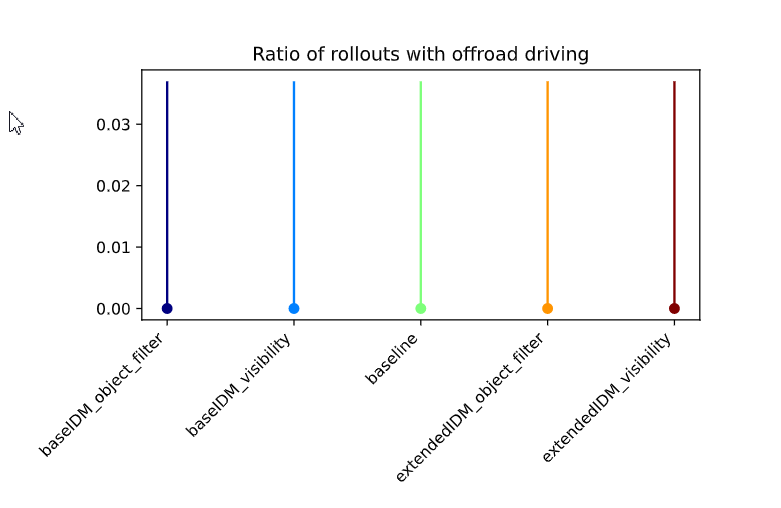 Ratio of rollouts with offroad driving
0.03
0.02
0.01
0.00
baseIDM_object_filter
baseIDM_visibility
baseline
extendedIDM_object_filter
extendedIDM_visibility